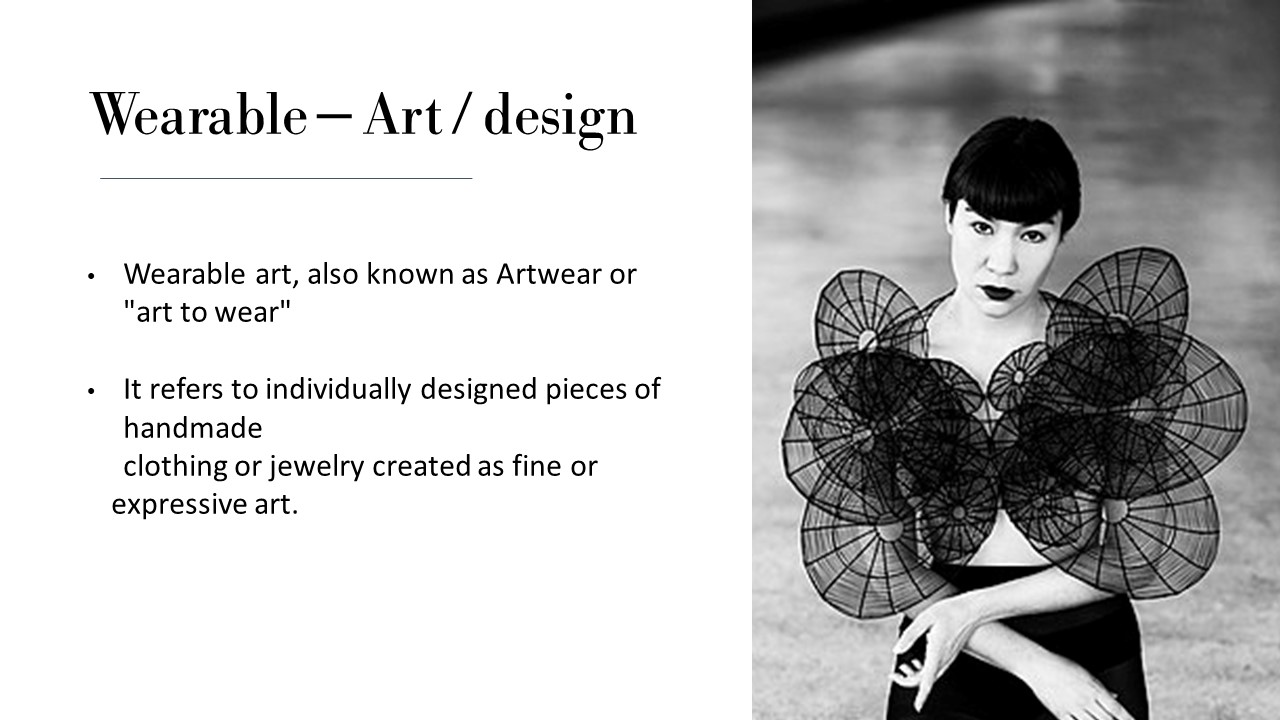 Wearable – Art / design
• Wearable art, also known as Artwear or
"art to wear"
• It refers to individually designed pieces of
handmade
clothing or jewelry created as fine or
expressive art.